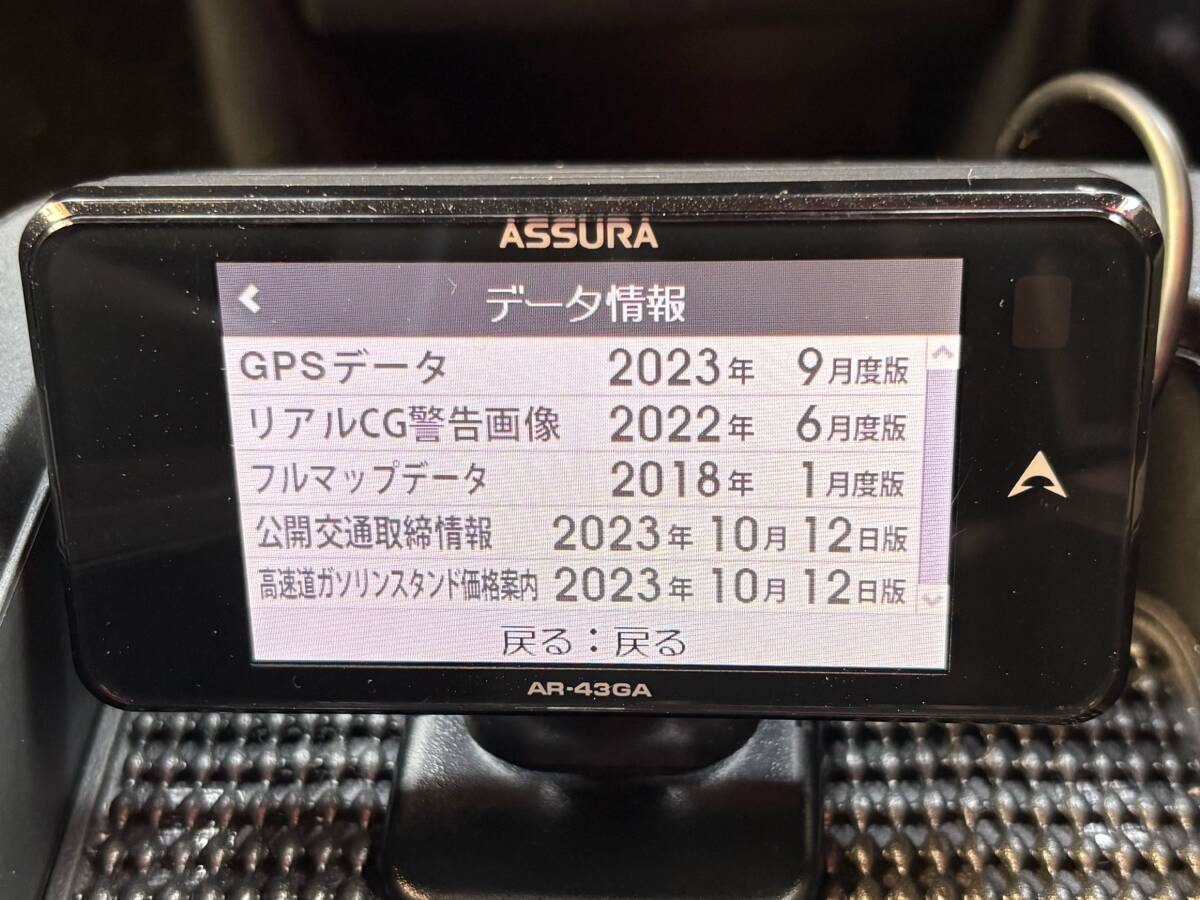 ASSURA
データ情報
GPSデータ 2023年 9月度版
リアルCG警告画像 2022年 6月度版
フルマップデータ 2018年 1月度版
公開交通取締情報 2023年 10月 12日版
高速道ガソリンスタンド価格案内 2023年 10月 12日版
戻る：戻る
AR-43GA